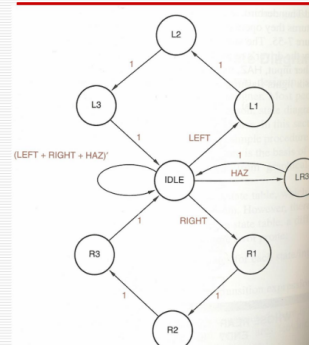 L2
1
1
L3
L1
1
LEFT
(LEFT + RIGHT + HAZ)'
1
IDLE
HAZ
LR3
1
RIGHT
R3
R1
1
1
R2